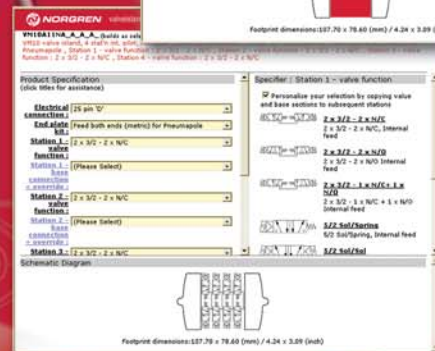 Footprint dimensions:107.70 x 78.60 (mm) / 4.24 x 3.09 (
NORGREN
VM10 valve island, 4 stat'n
Pneumapole , Station 1 - valve function : 2 x 3/2 - 2 x N/C
function : 2 x 3/2 - 2 x N/C , Station 4 - valve function : 2 x 3/2 - 2 x N/C
Product Specification
(click titles for assistance)
Electrical connection : 25 pin 'D'
End plate kit : Feed both ends (metric) for Pneumapole
Station 1 - valve function : 2 x 3/2 - 2 x N/C
Station 1 - base connection + override : (Please Select)
Station 2 - valve function : 2 x 3/2 - 2 x N/C
Station 2 - base connection + override : (Please Select)
Station 3 - 2 x 3/2 - 2 x N/C
Specifier : Station 1 - valve function
Personalise your selection by copying value
and base sections to subsequent stations
2 x 3/2 - 2 x N/C
2 x 3/2 - 2 x N/C, Internal
feed
2 x 3/2 - 2 x N/O
2 x 3/2 - 2 x N/O Internal
feed
2 x 3/2 - 1 x N/C + 1 x
N/O
2 x 3/2 - 1 x N/C + 1 x N/O
Internal feed
5/2 Sol/Spring
5/2 Sol/Spring, Internal feed
5/2 Sol/Sol
Schematic Diagram
Footprint dimensions:107.70 x 78.60 (mm) / 4.24 x 3.09 (inch)